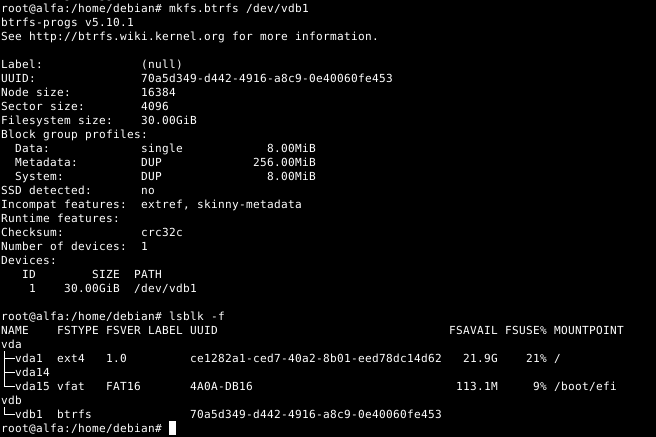 root@alfa:/home/debian# mkfs.btrfs /dev/vdb1
btrfs-progs v5.10.1
See http://btrfs.wiki.kernel.org for more information.

Label:              (null)
UUID:               70a5d349-d442-4916-a8c9-0e40060fe453
Node size:          16384
Sector size:        4096
Filesystem size:    30.00GiB
Block group profiles:
  Data:             single            8.00MiB
  Metadata:         DUP             256.00MiB
  System:           DUP               8.00MiB
SSD detected:       no
Incompat features:  extref, skinny-metadata
Runtime features:
Checksum:           crc32c
Number of devices:  1
Devices:
   ID        SIZE  PATH
    1    30.00GiB  /dev/vdb1

root@alfa:/home/debian# lsblk -f
NAME    FSTYPE FSVER LABEL UUID                                 FSAVAIL FSUSE% MOUNTPOINT
vda
├─vda1  ext4   1.0         ce1282a1-ced7-40a2-8b01-eed78dc14d62   21.9G    21% /
├─vda14
└─vda15 vfat   FAT16       4A0A-DB16                             113.1M     9% /boot/efi
vdb
└─vdb1  btrfs              70a5d349-d442-4916-a8c9-0e40060fe453
root@alfa:/home/debian#